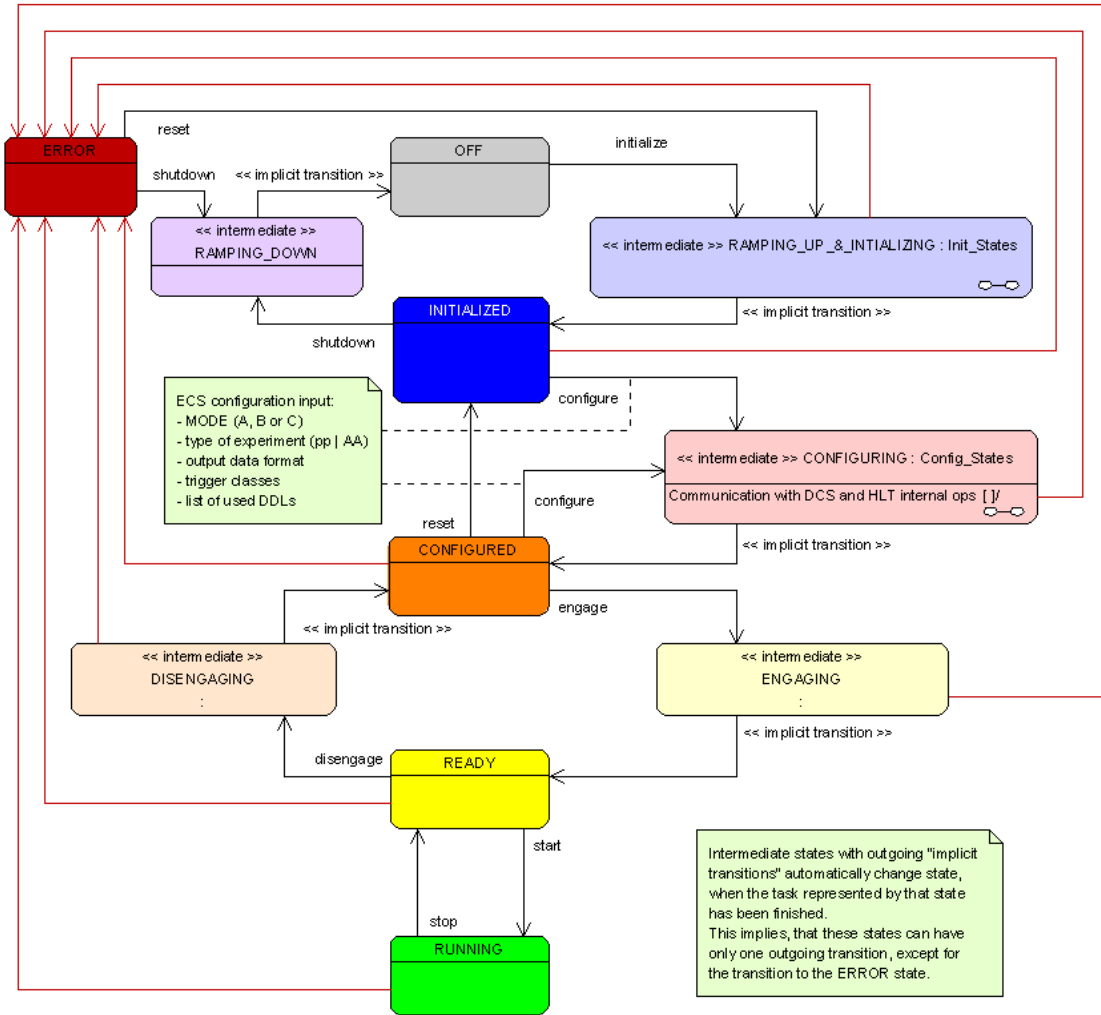 reset
ERROR
OFF
initialize
shutdown
<< implicit transition >>
<< intermediate >>
RAMPING_DOWN
<< intermediate >> RAMPING_UP_&_INTIALIZING : Init_States
INITIALIZED
<< implicit transition >>
shutdown
configure
ECS configuration input:
- MODE (A, B or C)
- type of experiment (pp | AA)
- output data format
- trigger classes
- list of used DDLs
<< intermediate >> CONFIGURING : Config_States
Communication with DCS and HLT internal ops [ ]/
configure
reset
CONFIGURED
<< implicit transition >>
engage
<< implicit transition >>
<< intermediate >>
DISENGAGING
:
<< intermediate >>
ENGAGING
:
<< implicit transition >>
disengage
READY
start
stop
RUNNING
Intermediate states with outgoing "implicit
transitions" automatically change state,
when the task represented by that state
has been finished.
This implies, that these states can have
only one outgoing transition, except for
the transition to the ERROR state.